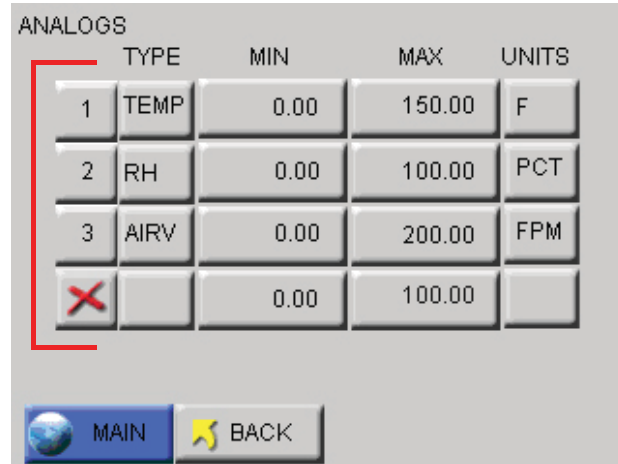 ANALOGS
TYPE MIN MAX UNITS
1 TEMP 0.00 150.00 F
2 RH 0.00 100.00 PCT
3 AIRV 0.00 200.00 FPM
0.00 100.00
MAIN BACK